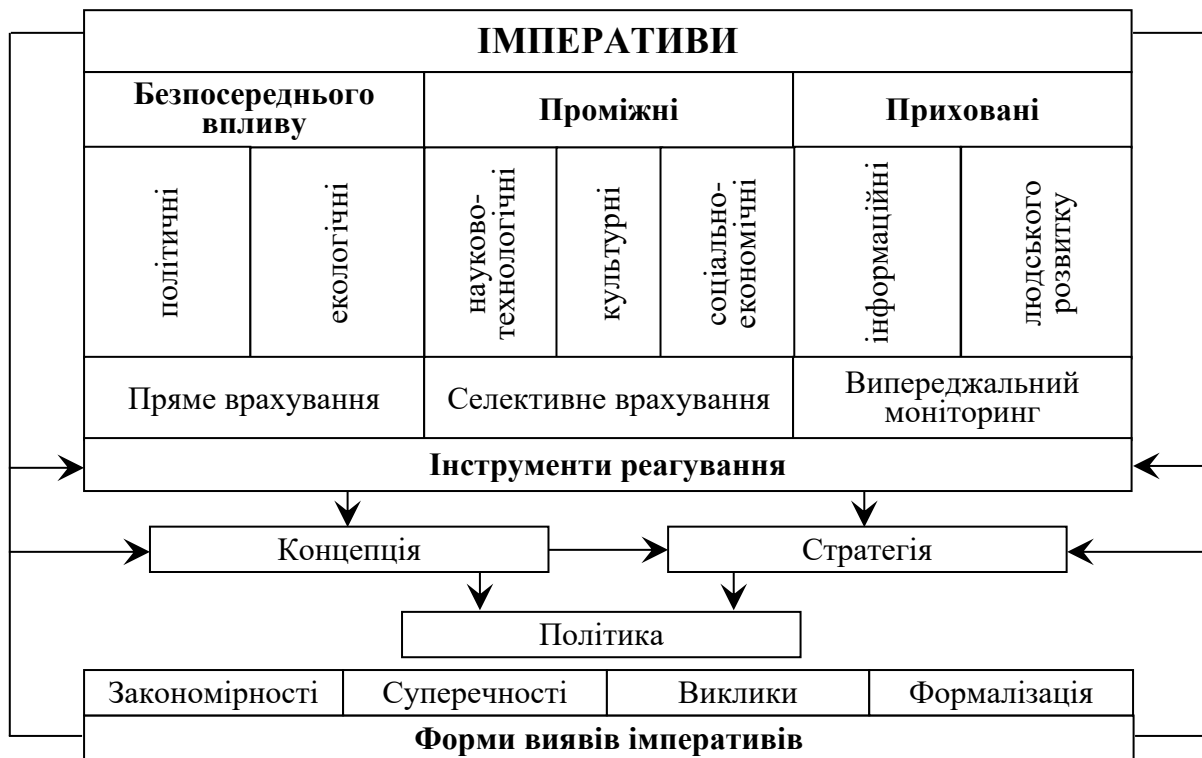 ІМПЕРАТИВИ
Безпосереднього
впливу
Проміжні
Приховані
політичні
екологічні
науково-
технологічні
культурні
соціально-
економічні
інформаційні
людського
розвитку
Пряме врахування
Селективне врахування
Випереджальний
моніторинг
Інструменти реагування
Концепція
Стратегія
Політика
Закономірності
Суперечності
Виклики
Формалізація
Форми виявів імперативів